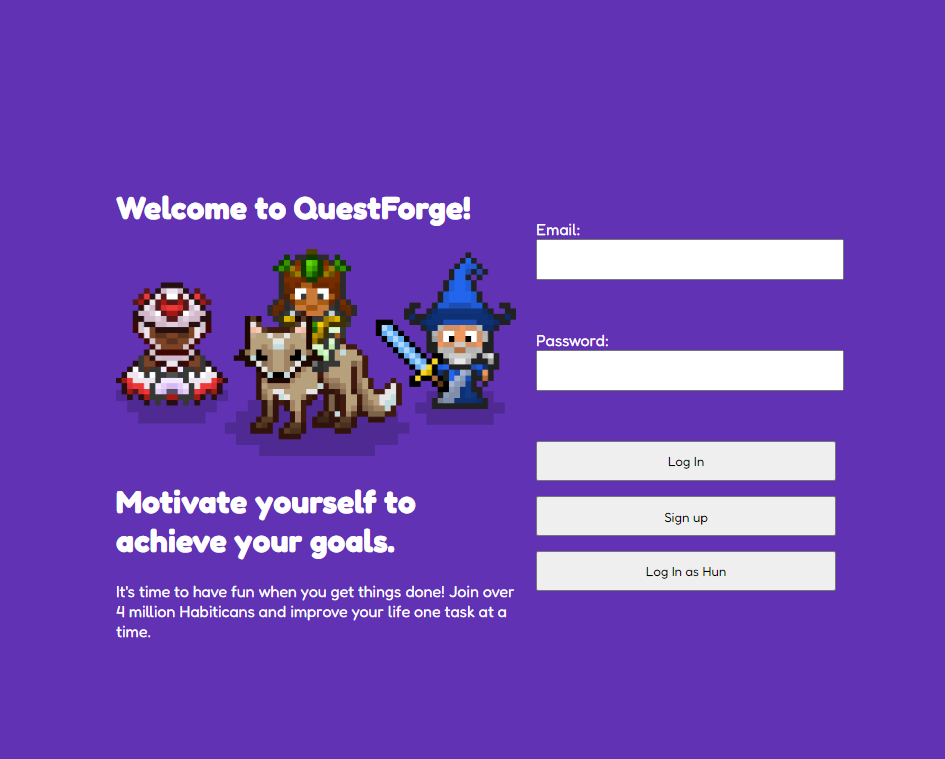 Welcome to QuestForge!
Motivate yourself to
achieve your goals.
It's time to have fun when you get things done! Join over
4 million Habiticans and improve your life one task at a
time.
Email:
Password:
Log In
Sign up
Log In as Hun